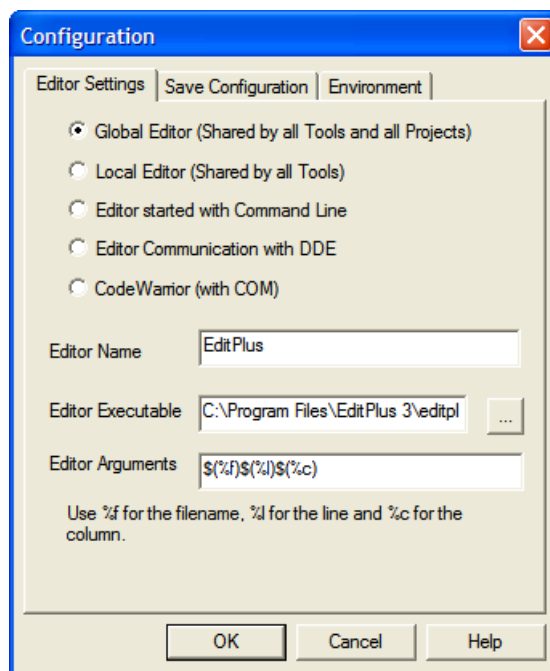 Configuration
Editor Settings
Save Configuration
Environment
Global Editor (Shared by all Tools and all Projects)
Local Editor (Shared by all Tools)
Editor started with Command Line
Editor Communication with DDE
CodeWarrior (with COM)
Editor Name
EditPlus
Editor Executable
C:\Program Files\EditPlus 3\editpl
...
Editor Arguments
$(%f)$(%l)$(%c)
Use %f for the filename, %l for the line and %c for the
column.
OK
Cancel
Help